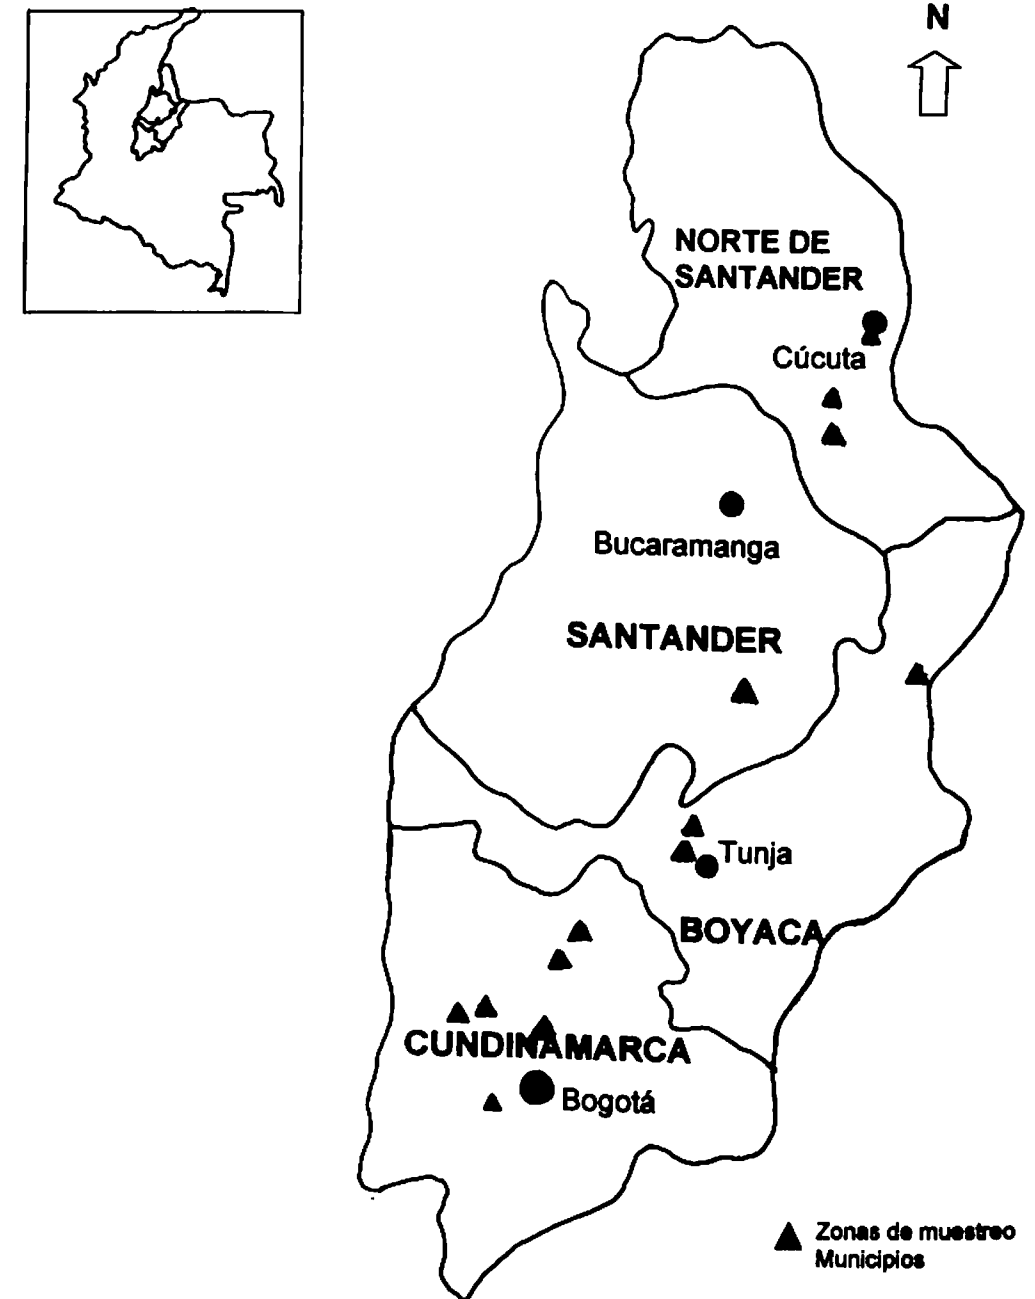 N
NORTE DE
SANTANDER
Cúcuta
Bucaramanga
SANTANDER
Tunja
BOYACA
CUNDINAMARCA
Bogotá
Zonas de muestreo
Municipios